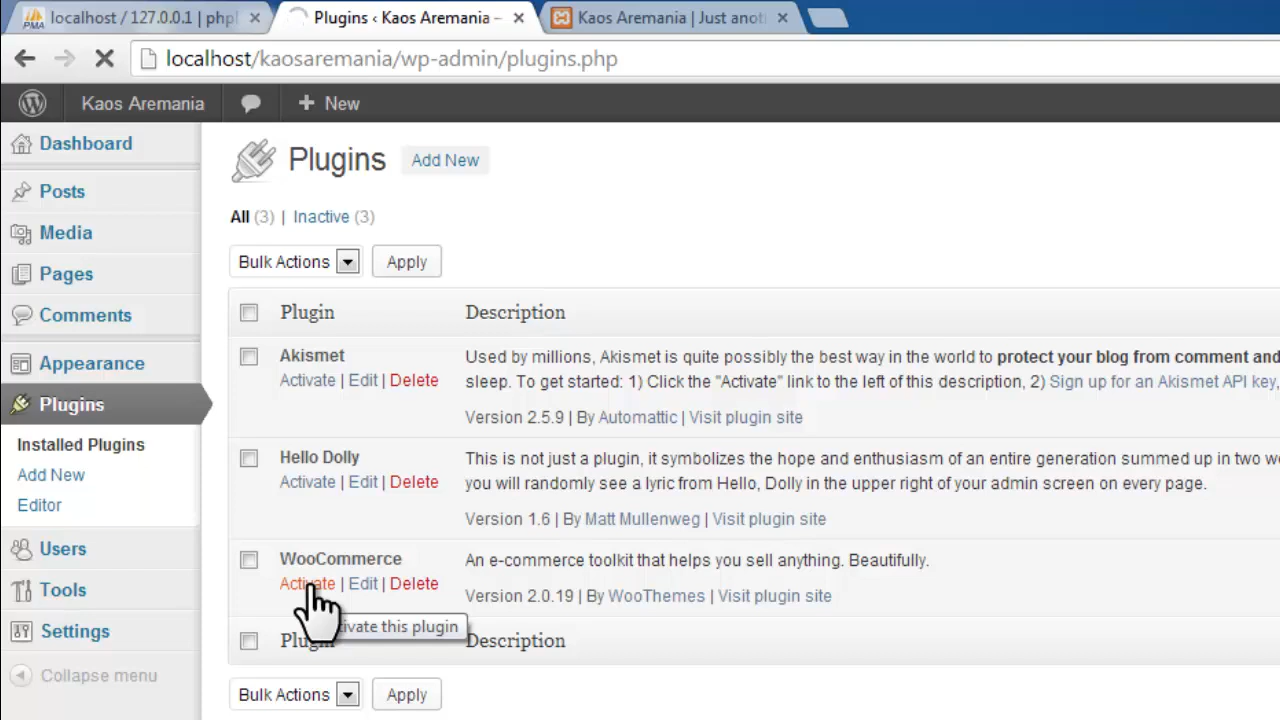 localhost / 127.0.0.1 | phpl
Plugins ‹ Kaos Aremania –
Kaos Aremania | Just anot
localhost/kaosaremania/wp-admin/plugins.php
Kaos Aremania
+ New
Dashboard
Posts
Media
Pages
Comments
Appearance
Plugins
Installed Plugins
Add New
Editor
Users
Tools
Settings
Collapse menu
Plugins Add New
All (3) | Inactive (3)
Bulk Actions Apply
Plugin Description
Akismet
Activate | Edit | Delete
Used by millions, Akismet is quite possibly the best way in the world to protect your blog from comment and
sleep. To get started: 1) Click the "Activate" link to the left of this description, 2) Sign up for an Akismet API key,
Version 2.5.9 | By Automattic | Visit plugin site
Hello Dolly
Activate | Edit | Delete
This is not just a plugin, it symbolizes the hope and enthusiasm of an entire generation summed up in two w
you will randomly see a lyric from Hello, Dolly in the upper right of your admin screen on every page.
Version 1.6 | By Matt Mullenweg | Visit plugin site
WooCommerce
Activate | Edit | Delete
An e-commerce toolkit that helps you sell anything. Beautifully.
Version 2.0.19 | By WooThemes | Visit plugin site
ivate this plugin
Plugin Description
Bulk Actions Apply